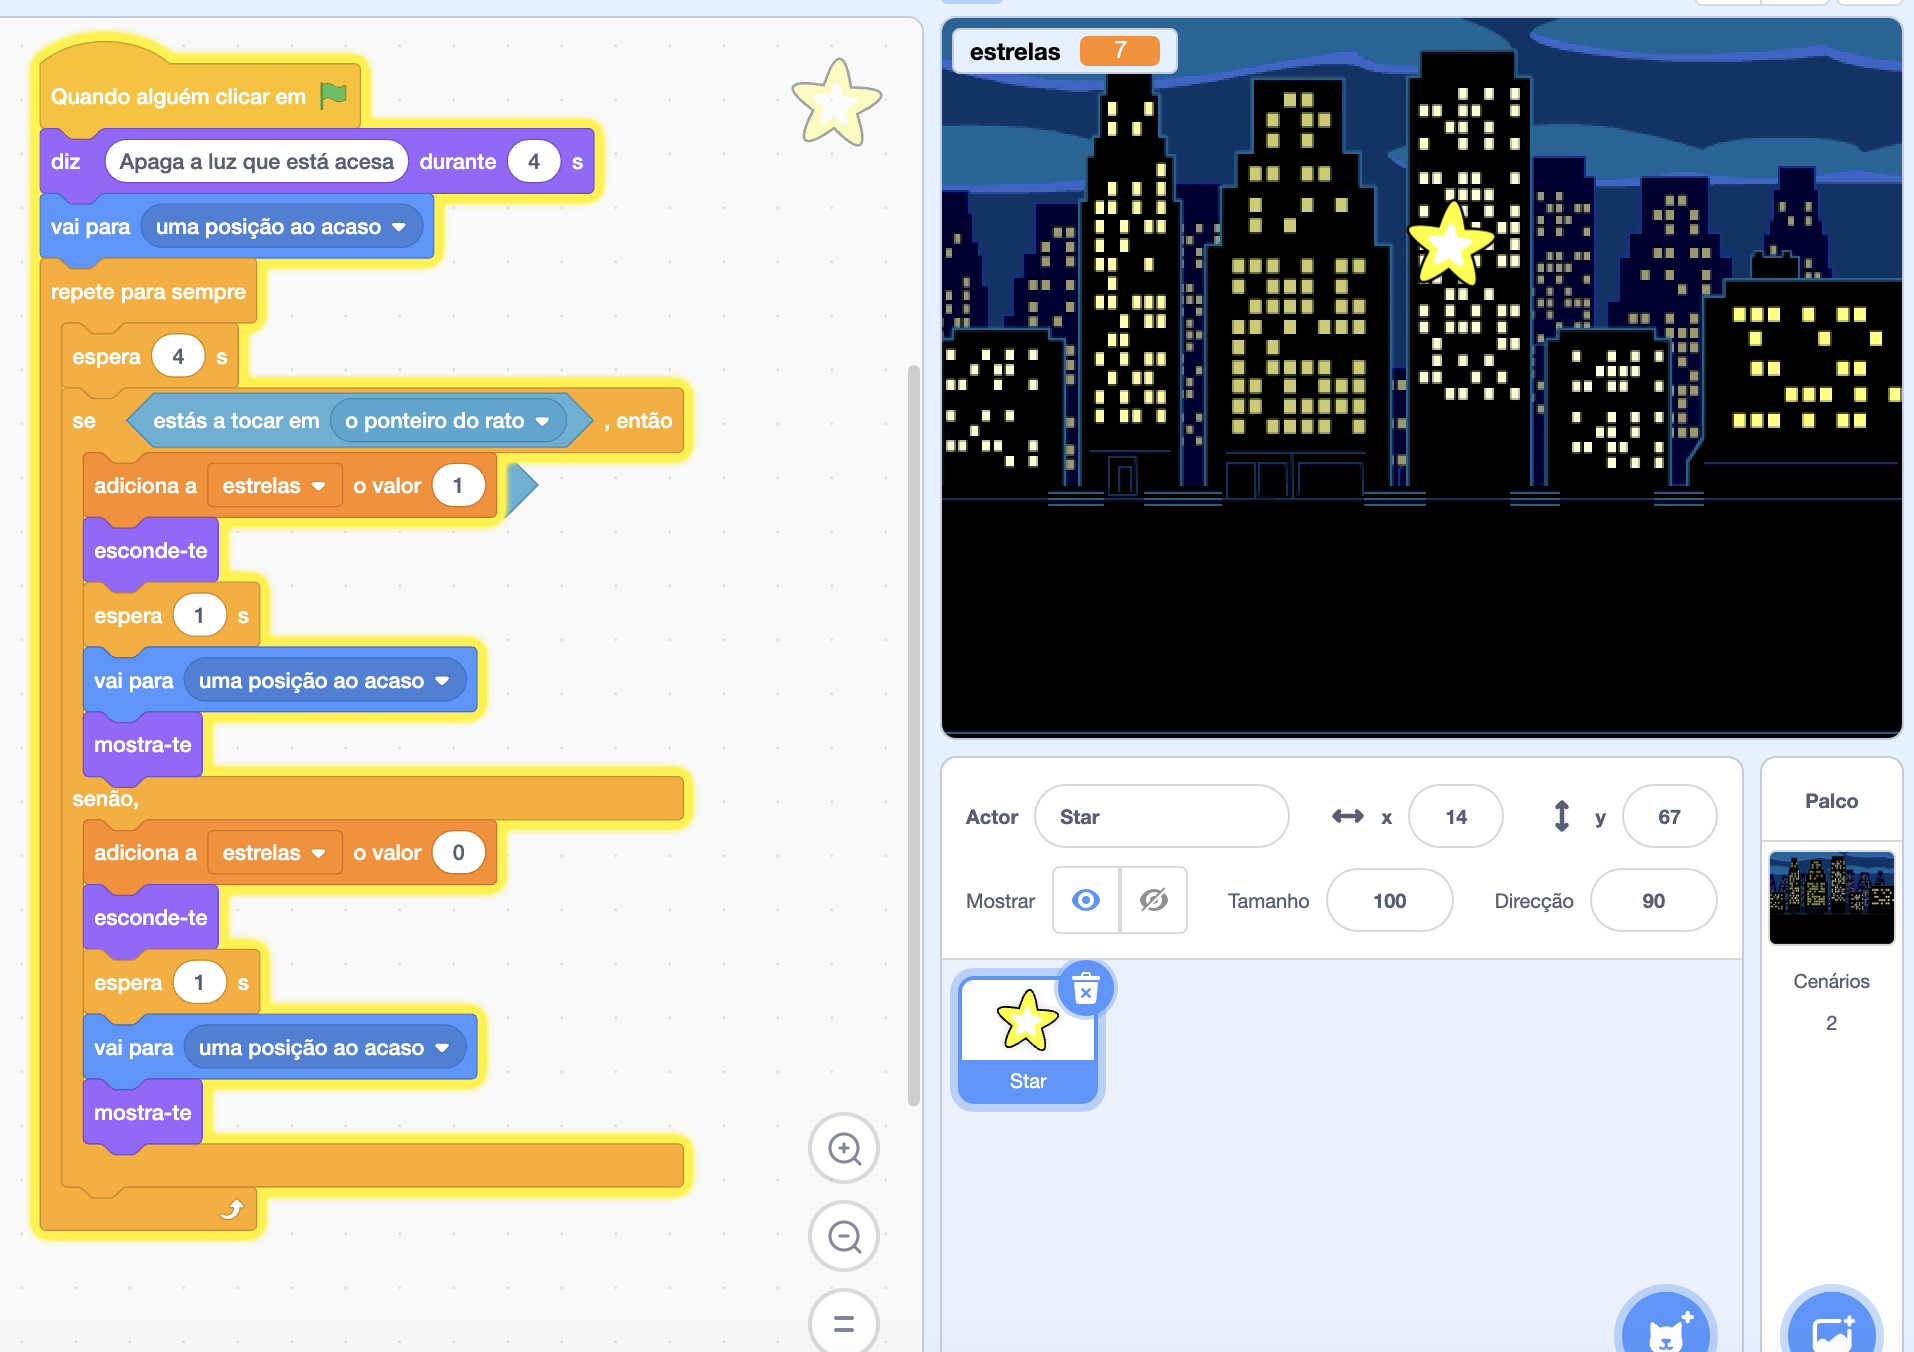 Quando alguém clicar em
diz Apaga a luz que está acesa durante 4 s
vai para uma posição ao acaso
repete para sempre
espera 4 s
se estás a tocar em o ponteiro do rato , então
adiciona a estrelas o valor 1
esconde-te
espera 1 s
vai para uma posição ao acaso
mostra-te
senão,
adiciona a estrelas o valor 0
esconde-te
espera 1 s
vai para uma posição ao acaso
mostra-te
estrelas 7
Actor Star x 14 y 67
Mostrar Tamanho 100 Direcção 90
Star
Palco
Cenários
2